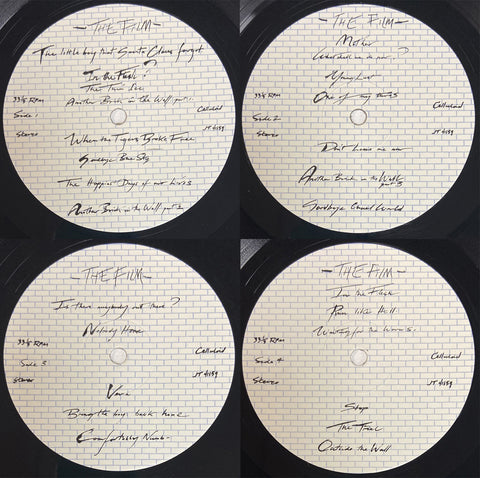 -THE FILM-
The little boy that Santa Claus forgot
In the Flesh?
The Thin Ice
33⅓ RPM
Another Brick in the Wall part 1.
Celluloid
Side 1
Stereo
When the Tigers Broke Free
Goodbye Blue Sky
The Happiest Days of our Lives
Another Brick in the Wall part 2
-THE FILM-
Mother
What shall we do now?
Young Lust
33⅓ RPM
One of my turns
Celluloid
Side 2
Stereo
Don't leave me now
Another Brick in the Wall
part 3
Goodbye Cruel World
-THE FILM-
Is there anybody out there?
Nobody Home
33⅓ RPM
Celluloid
Side 3
Stereo
Vera
Bring the boys back home
Comfortably Numb-
-THE FILM-
In the Flesh
Run like Hell
Waiting for the Worms.
33⅓ RPM
Celluloid
Side 4
Stereo
Stop
The Trial
Outside the Wall